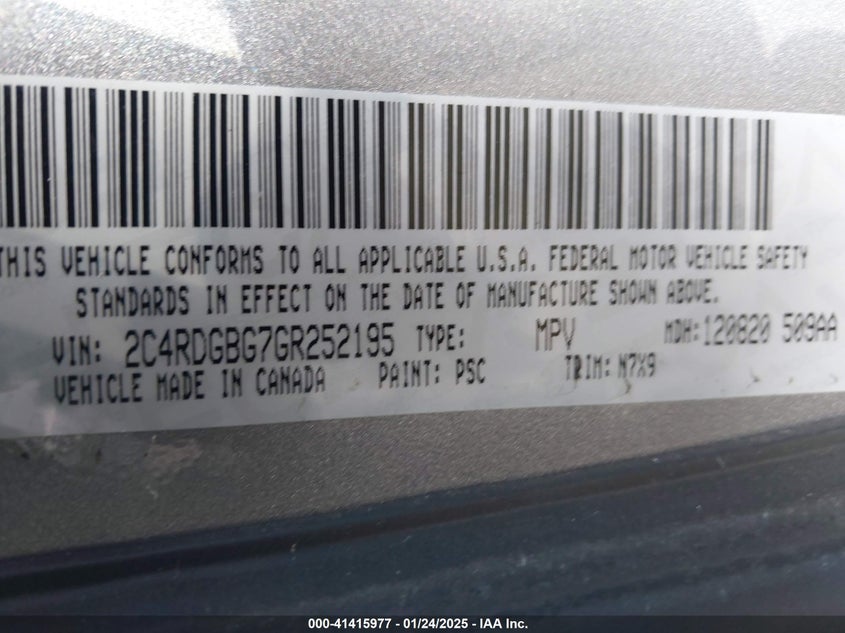 THIS VEHICLE CONFORMS TO ALL APPLICABLE U.S.A. FEDERAL MOTOR VEHICLE SAFETY
STANDARDS IN EFFECT ON THE DATE OF MANUFACTURE SHOWN ABOVE.
VIN: 2C4RDGBG7GR252195 TYPE: MPV MDH: 120820 509AA
VEHICLE MADE IN CANADA PAINT: PSC TRIM: N7X9
000-41415977 - 01/24/2025 - IAA Inc.